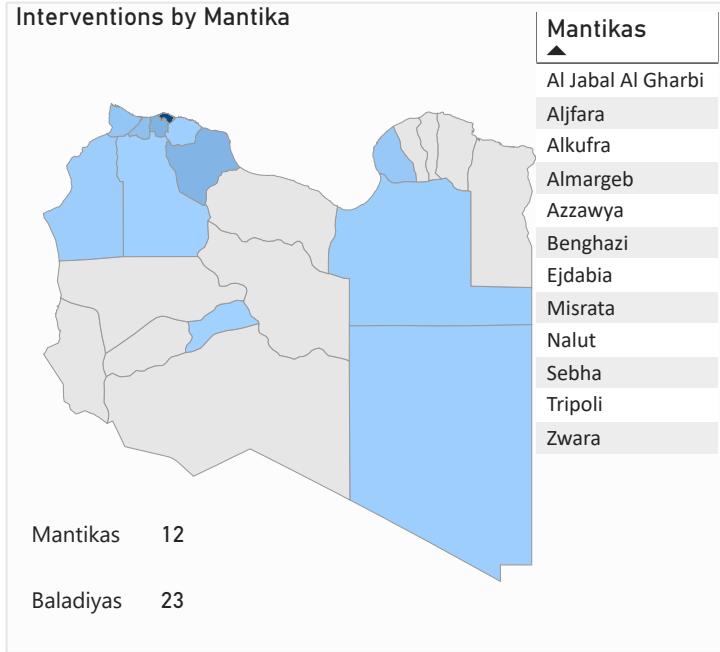 Interventions by Mantika
Mantikas
Al Jabal Al Gharbi
Aljfara
Alkufra
Almargeb
Azzawya
Benghazi
Ejdabia
Misrata
Nalut
Sebha
Tripoli
Zwara
Mantikas 12
Baladiyas 23